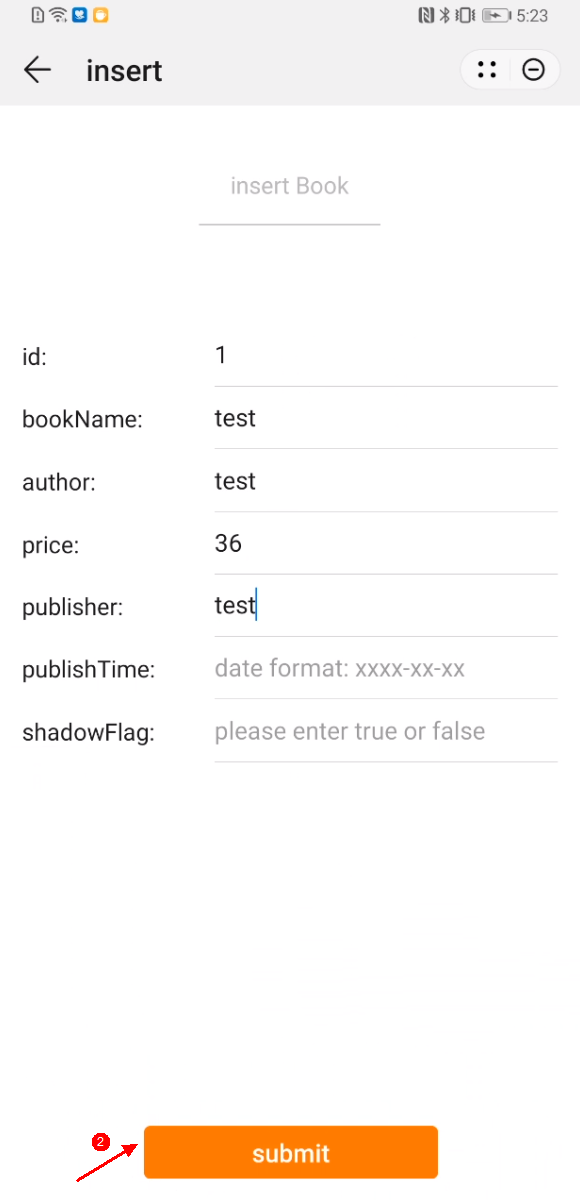 5:23
insert
insert Book
id: 1
bookName: test
author: test
price: 36
publisher: test
publishTime: date format: xxxx-xx-xx
shadowFlag: please enter true or false
2
submit